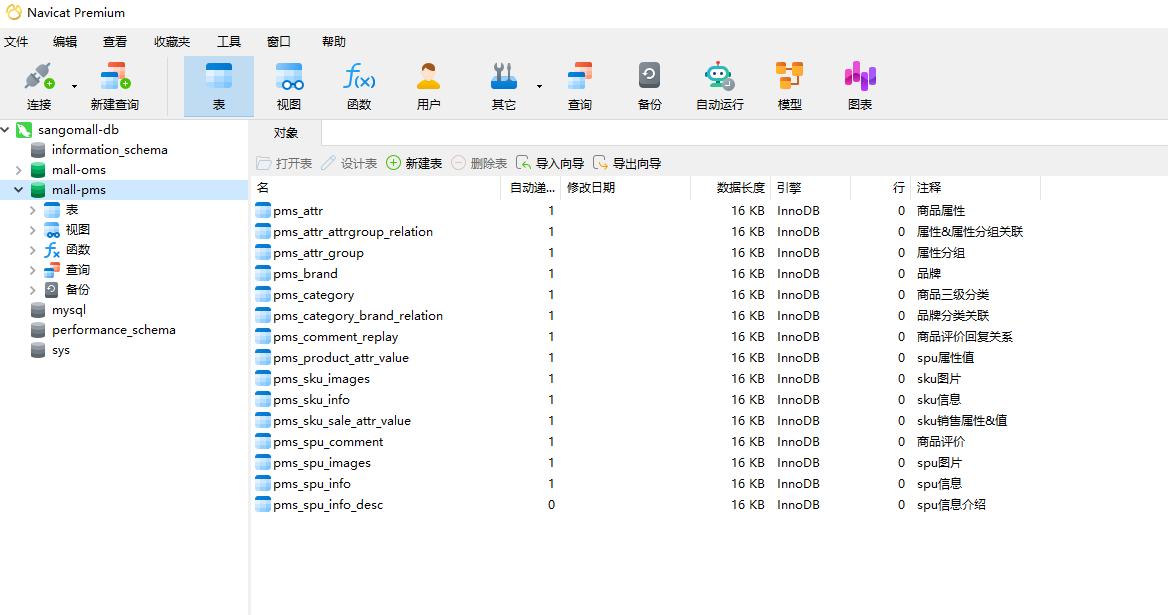 Navicat Premium
文件 编辑 查看 收藏夹 工具 窗口 帮助
连接 新建查询 表 视图 函数 用户 其它 查询 备份 自动运行 模型 图表
sangomall-db
information_schema
mall-oms
mall-pms
表
视图
函数
查询
备份
mysql
performance_schema
sys
对象
打开表 设计表 新建表 删除表 导入向导 导出向导
名 自动递... 修改日期 数据长度 引擎 行 注释
pms_attr 1 16 KB InnoDB 0 商品属性
pms_attr_attrgroup_relation 1 16 KB InnoDB 0 属性&属性分组关联
pms_attr_group 1 16 KB InnoDB 0 属性分组
pms_brand 1 16 KB InnoDB 0 品牌
pms_category 1 16 KB InnoDB 0 商品三级分类
pms_category_brand_relation 1 16 KB InnoDB 0 品牌分类关联
pms_comment_replay 1 16 KB InnoDB 0 商品评价回复关系
pms_product_attr_value 1 16 KB InnoDB 0 spu属性值
pms_sku_images 1 16 KB InnoDB 0 sku图片
pms_sku_info 1 16 KB InnoDB 0 sku信息
pms_sku_sale_attr_value 1 16 KB InnoDB 0 sku销售属性&值
pms_spu_comment 1 16 KB InnoDB 0 商品评价
pms_spu_images 1 16 KB InnoDB 0 spu图片
pms_spu_info 1 16 KB InnoDB 0 spu信息
pms_spu_info_desc 0 16 KB InnoDB 0 spu信息介绍